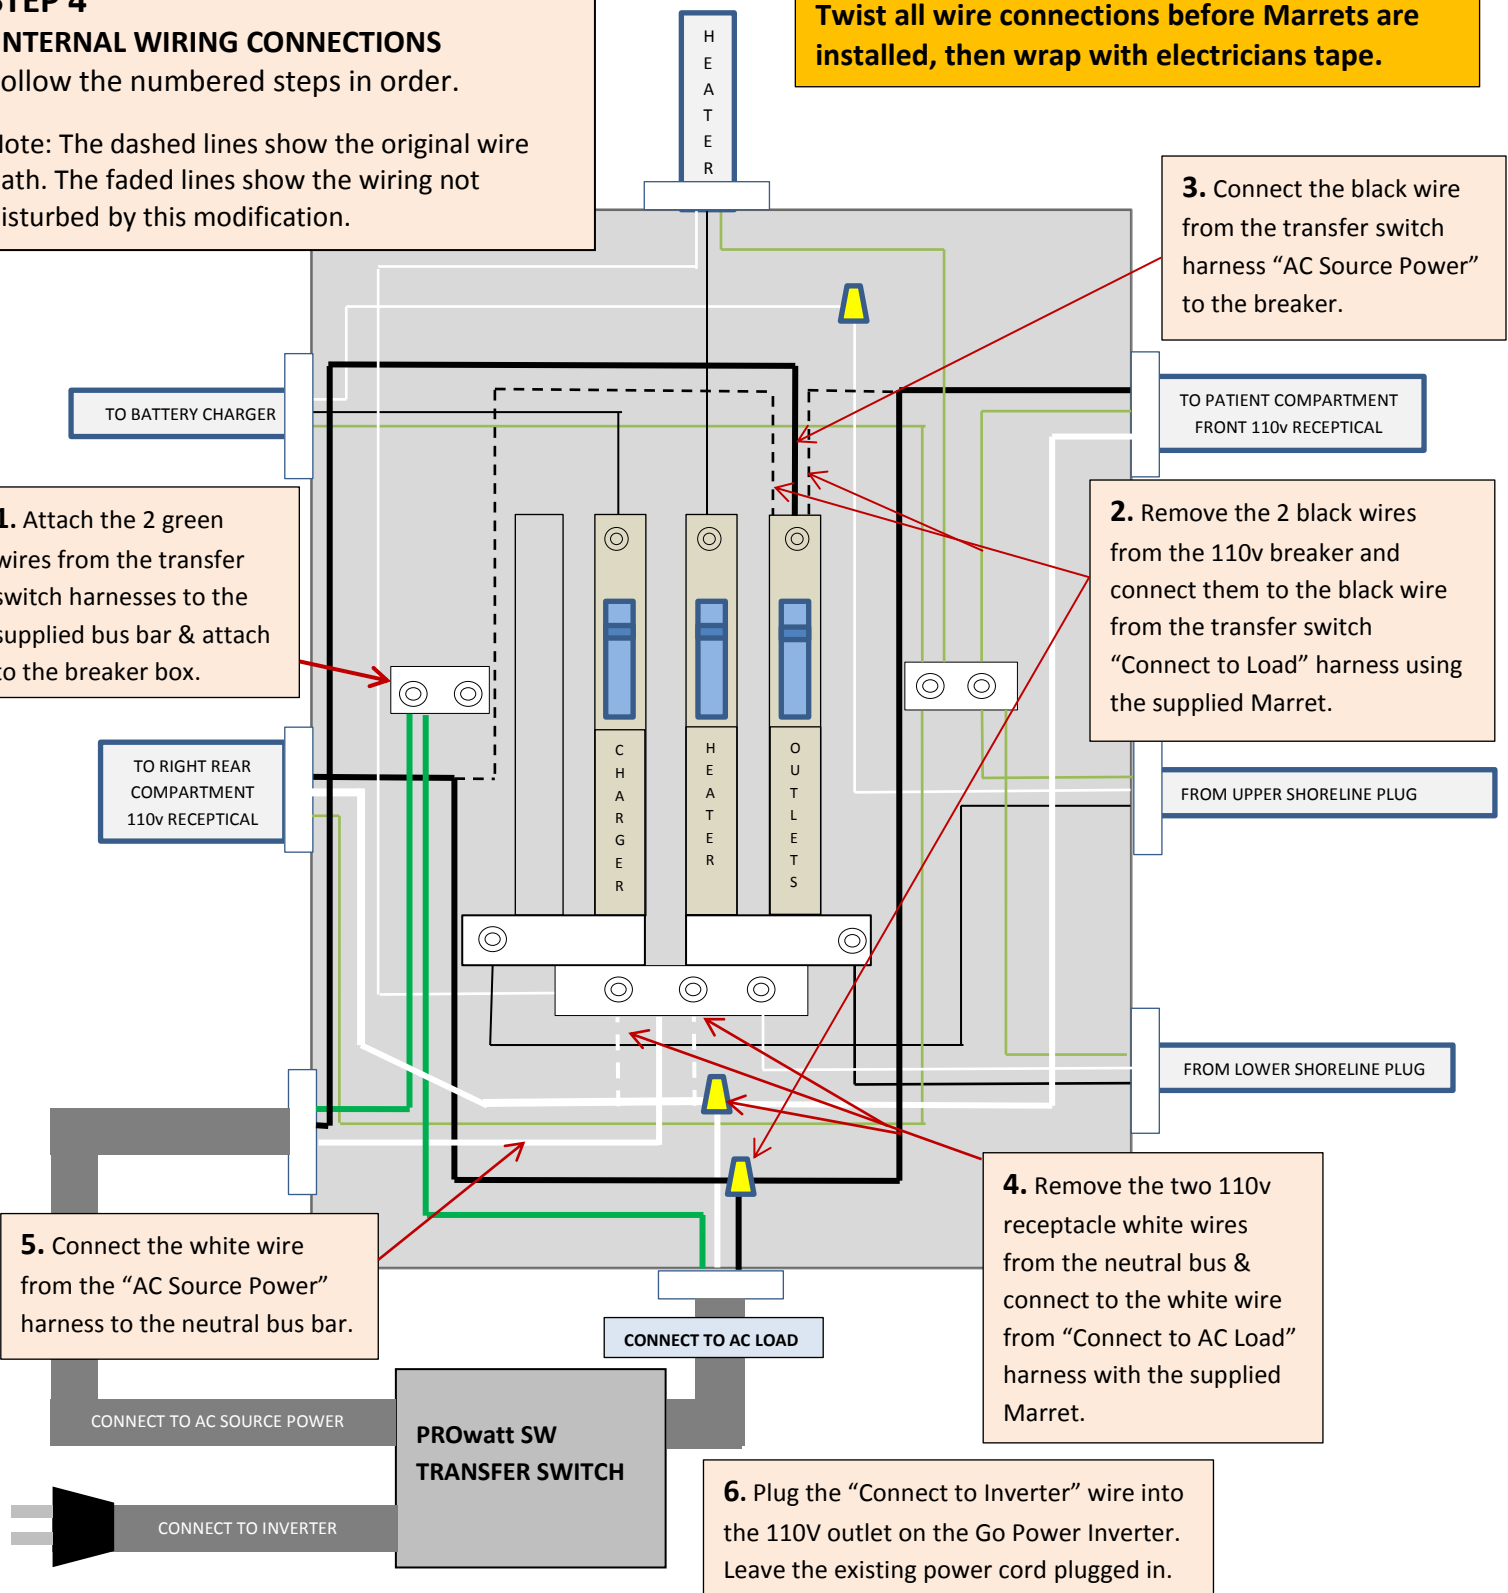 STEP 4
INTERNAL WIRING CONNECTIONS
ollow the numbered steps in order.
Note: The dashed lines show the original wire
ath. The faded lines show the wiring not
isturbed by this modification.
HEATER
Twist all wire connections before Marrets are
installed, then wrap with electricians tape.
3. Connect the black wire
from the transfer switch
harness “AC Source Power”
to the breaker.
TO BATTERY CHARGER
TO PATIENT COMPARTMENT
FRONT 110v RECEPTICAL
1. Attach the 2 green
wires from the transfer
switch harnesses to the
supplied bus bar & attach
to the breaker box.
2. Remove the 2 black wires
from the 110v breaker and
connect them to the black wire
from the transfer switch
“Connect to Load” harness using
the supplied Marret.
CHARGER
HEATER
OUTLETS
TO RIGHT REAR
COMPARTMENT
110v RECEPTICAL
FROM UPPER SHORELINE PLUG
FROM LOWER SHORELINE PLUG
4. Remove the two 110v
receptacle white wires
from the neutral bus &
connect to the white wire
from “Connect to AC Load”
harness with the supplied
Marret.
5. Connect the white wire
from the “AC Source Power”
harness to the neutral bus bar.
CONNECT TO AC LOAD
CONNECT TO AC SOURCE POWER
PROwatt SW
TRANSFER SWITCH
CONNECT TO INVERTER
6. Plug the “Connect to Inverter” wire into
the 110V outlet on the Go Power Inverter.
Leave the existing power cord plugged in.